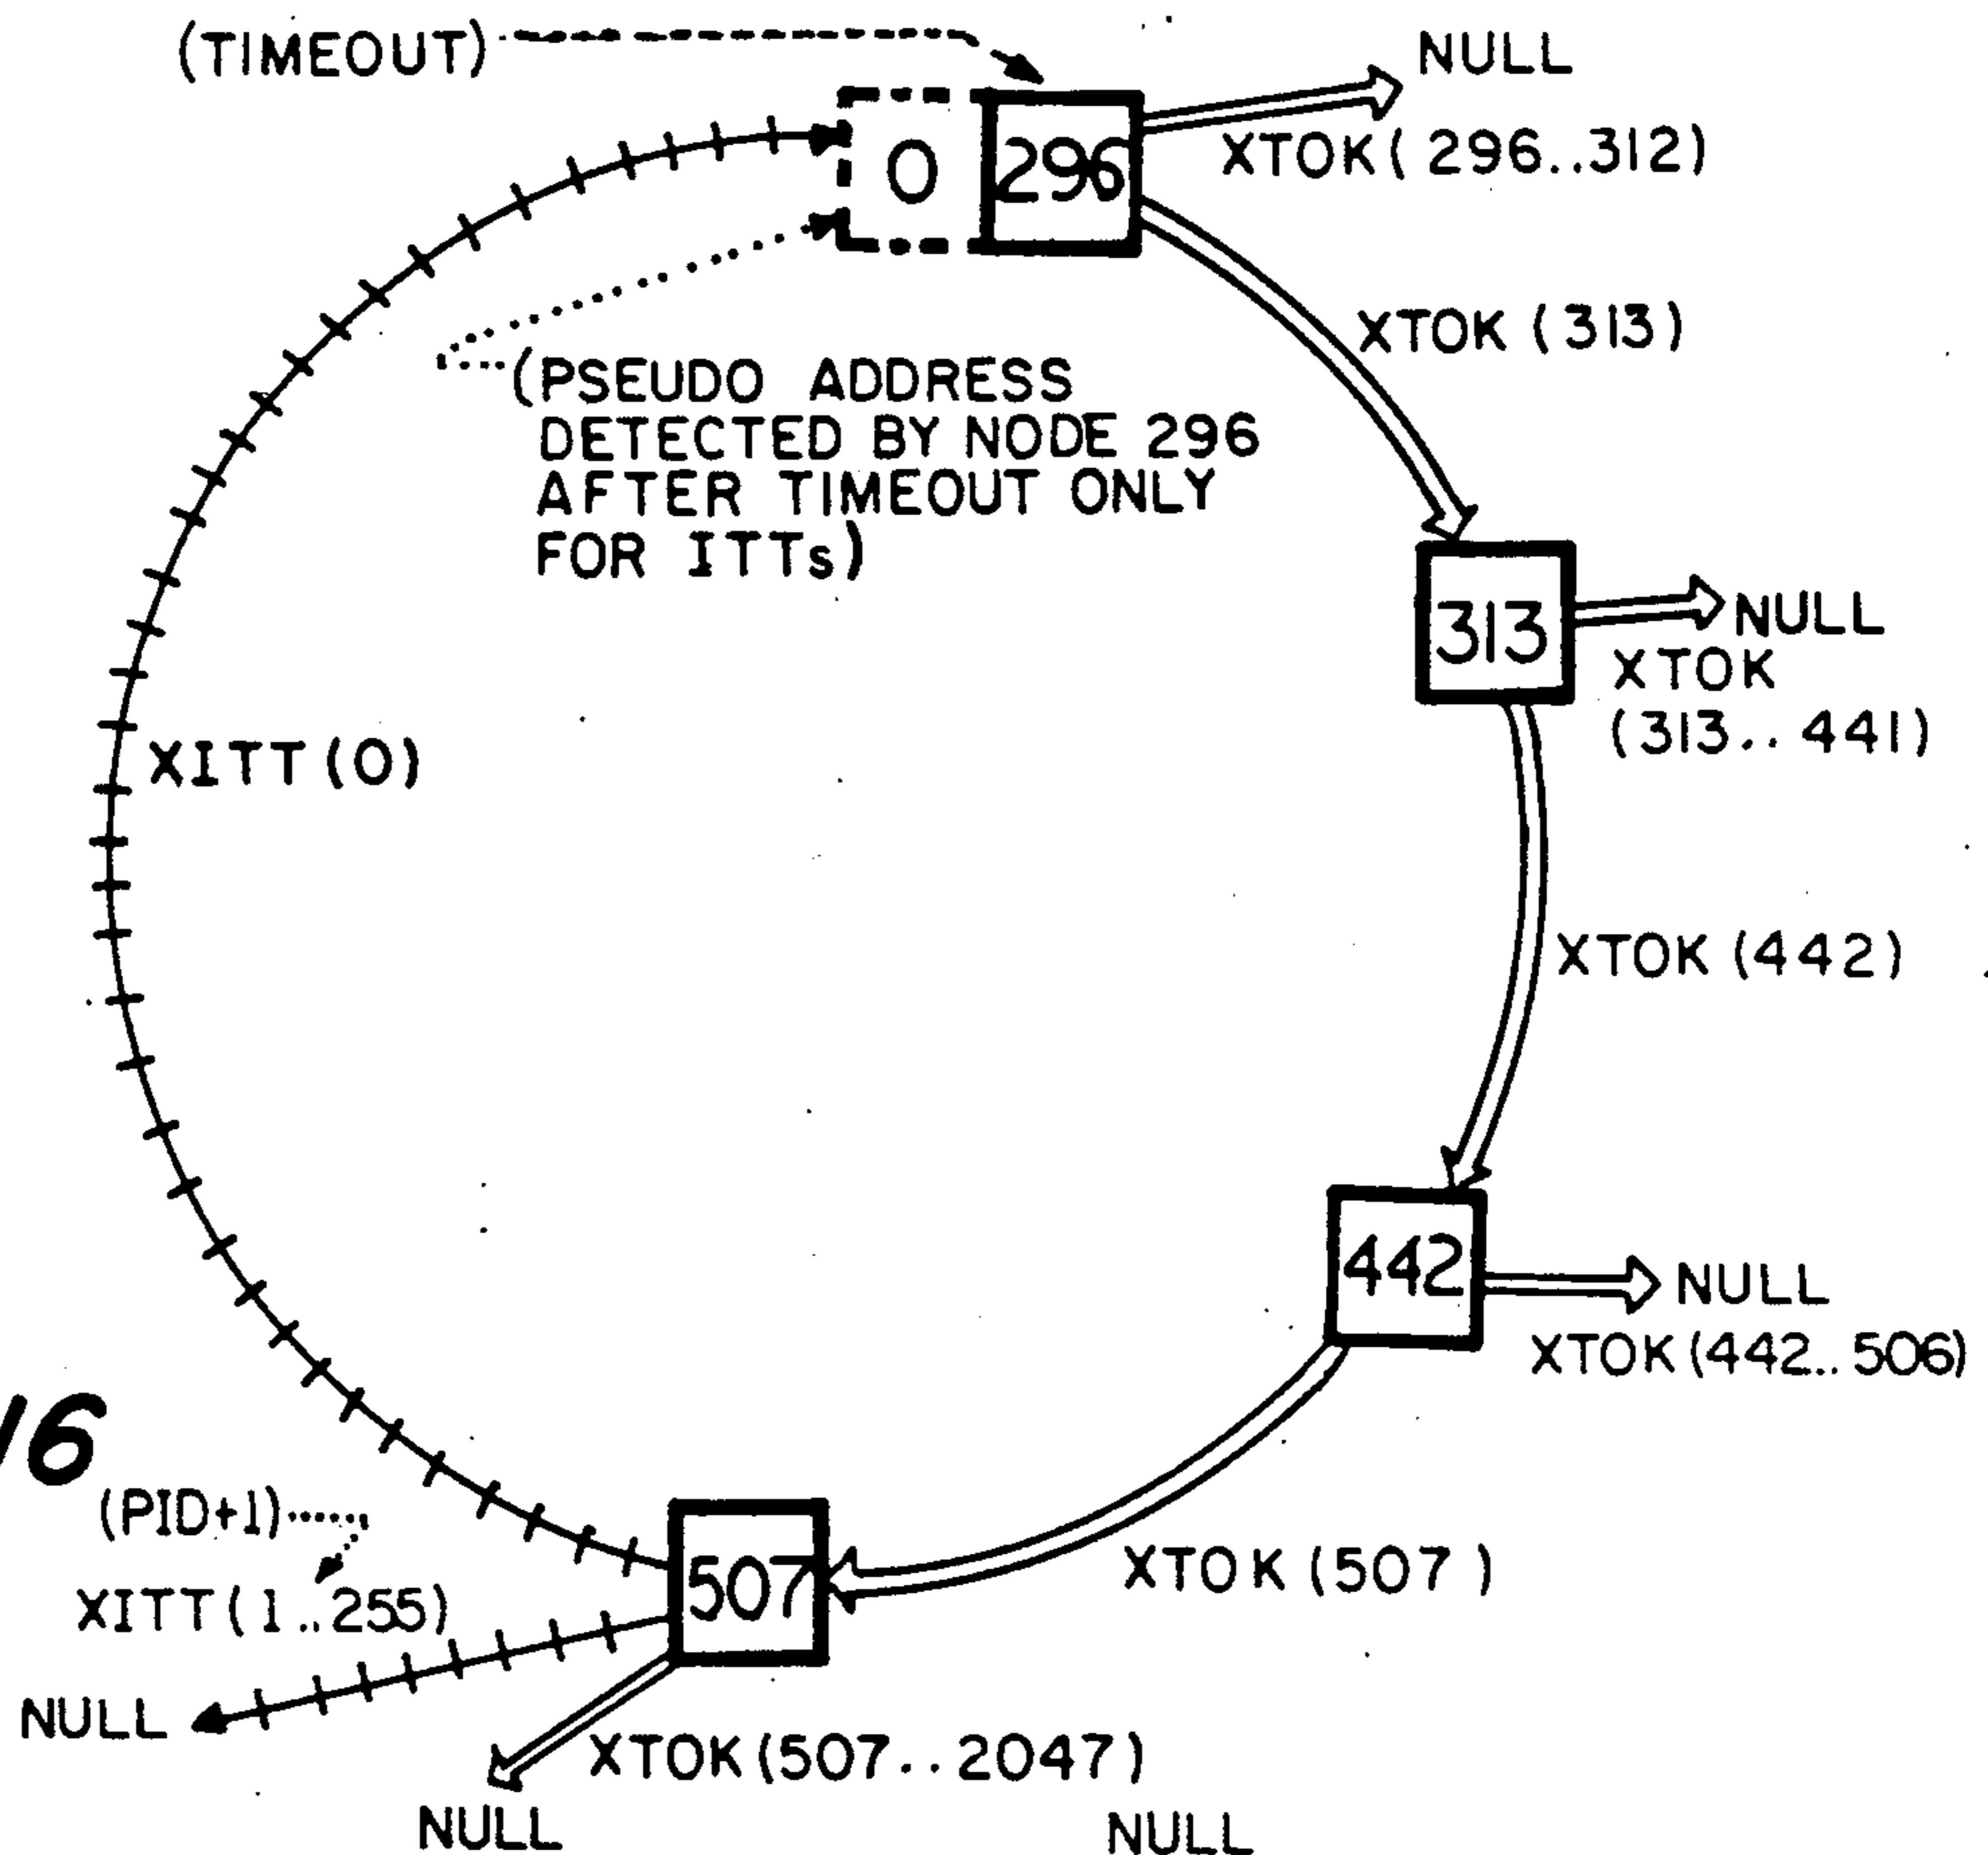 (TIMEOUT)
NULL
XTOK(296..312)
0
296
XTOK (313)
(PSEUDO ADDRESS
DETECTED BY NODE 296
AFTER TIMEOUT ONLY
FOR ITTs)
313
NULL
XTOK
(313..441)
XITT(0)
XTOK (442)
442
NULL
XTOK(442..506)
16
(PID+1)
XITT(1..255)
507
XTOK (507)
NULL
XTOK(507..2047)
NULL
NULL